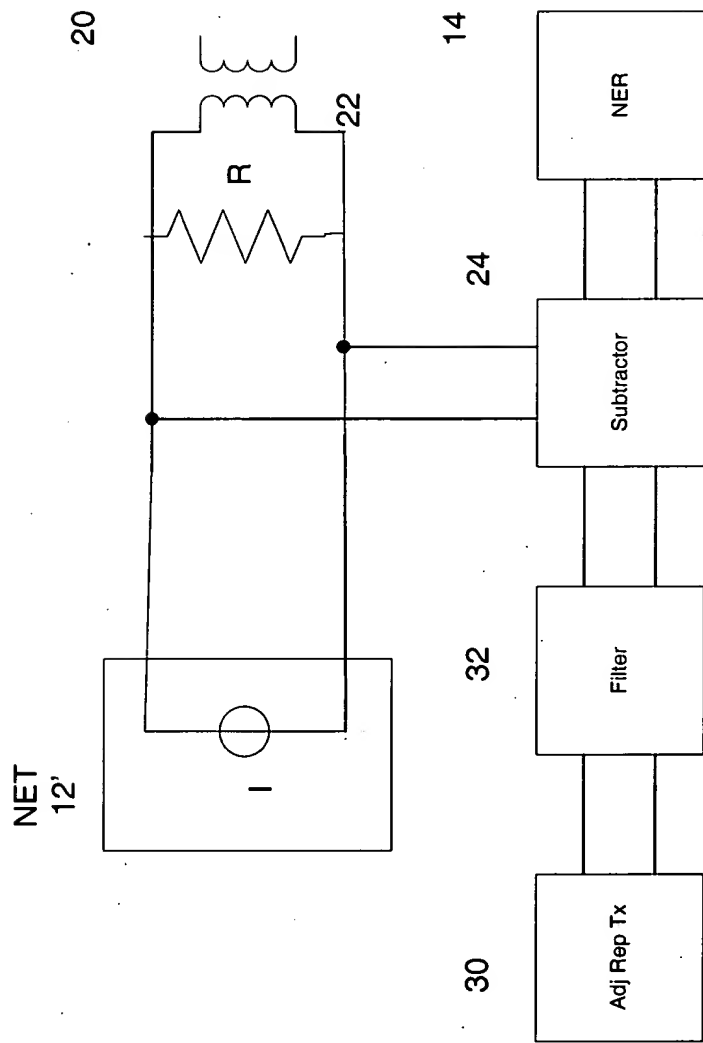 NET
12'
20
I
R
22
30
32
24
14
Adj Rep Tx
Filter
Subtractor
NER